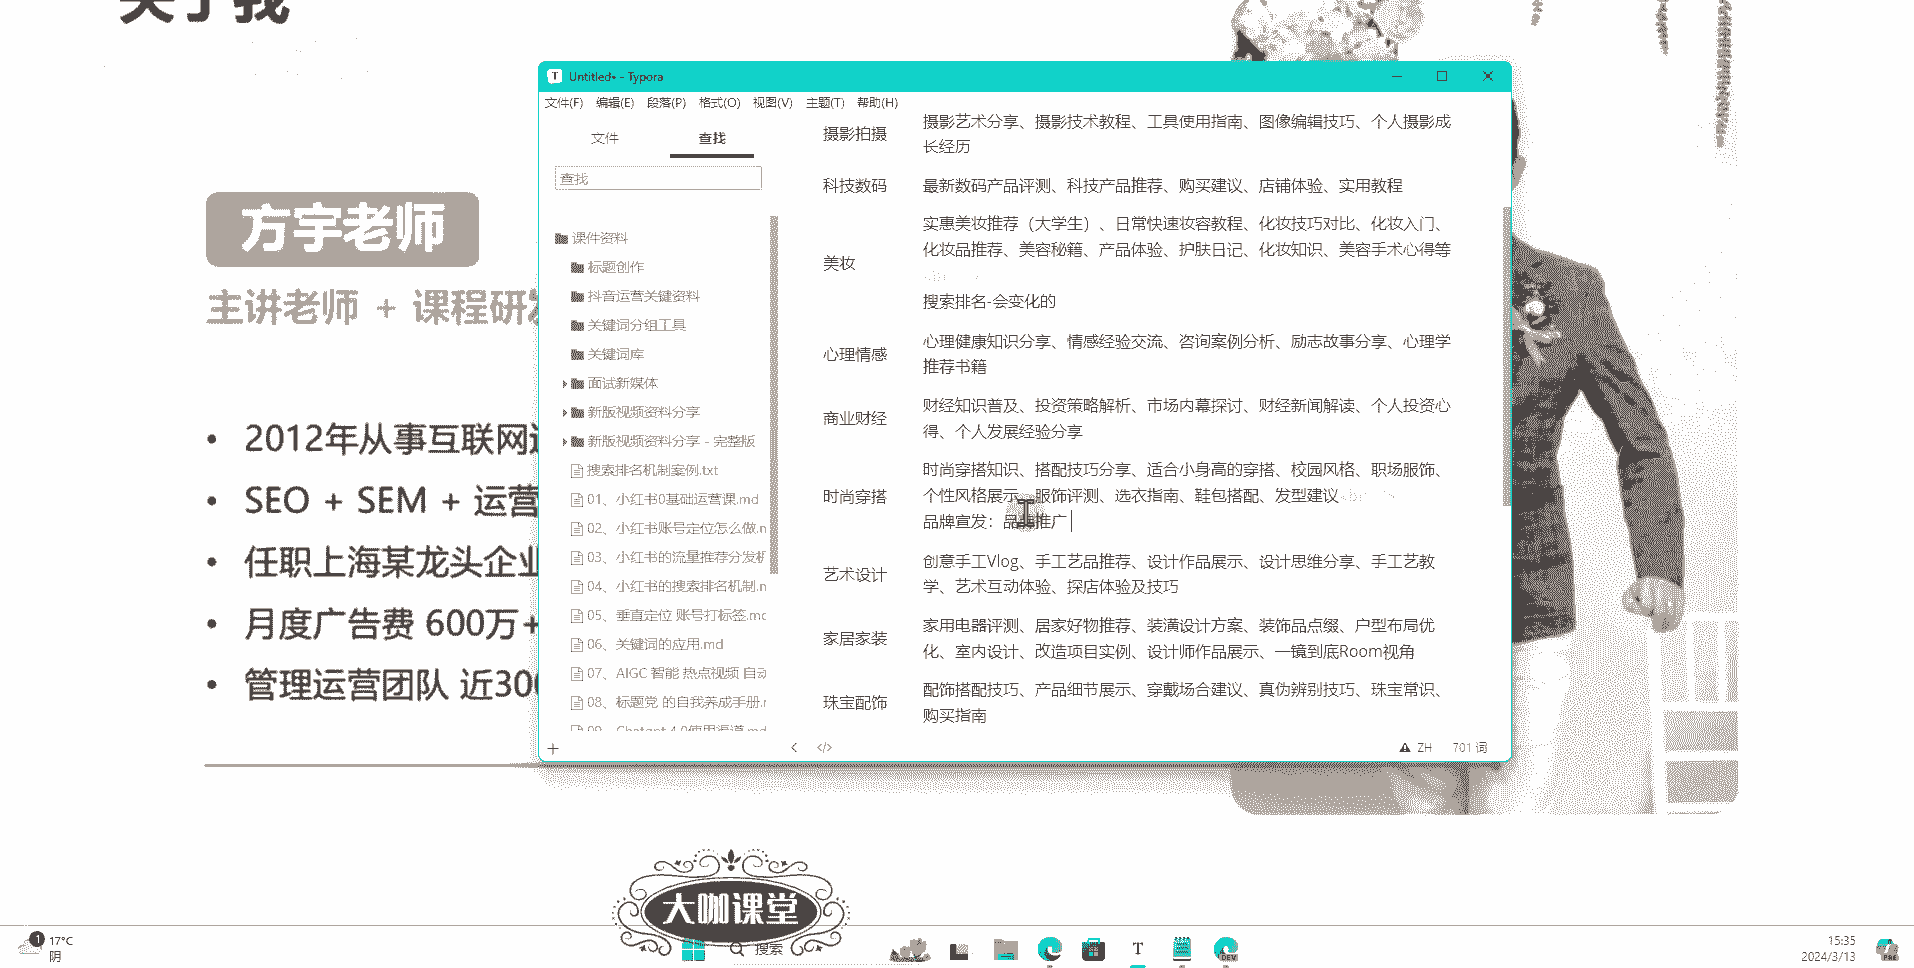 关于我
方宇老师
主讲老师 + 课程研发
2012年从事互联网运
SEO + SEM + 运营
任职上海某龙头企业
月度广告费 600万+
管理运营团队 近300
Untitled• - Typora
文件(F) 编辑(E) 段落(P) 格式(O) 视图(V) 主题(T) 帮助(H)
文件 查找
查找
课件资料
标题创作
抖音运营关键资料
关键词分组工具
关键词库
面试新媒体
新版视频资料分享
新版视频资料分享 - 完整版
搜索排名机制案例.txt
01、小红书0基础运营课.md
02、小红书账号定位怎么做.n
03、小红书的流量推荐分发机
04、小红书的搜索排名机制.n
05、垂直定位 账号打标签.mc
06、关键词的应用.md
07、AIGC 智能 热点视频 自动
08、标题党 的自我养成手册.r
09、Chatgpt 4.0使用渠道.md
摄影拍摄
摄影艺术分享、摄影技术教程、工具使用指南、图像编辑技巧、个人摄影成
长经历
科技数码
最新数码产品评测、科技产品推荐、购买建议、店铺体验、实用教程
美妆
实惠美妆推荐（大学生）、日常快速妆容教程、化妆技巧对比、化妆入门、
化妆品推荐、美容秘籍、产品体验、护肤日记、化妆知识、美容手术心得等
搜索排名-会变化的
心理情感
心理健康知识分享、情感经验交流、咨询案例分析、励志故事分享、心理学
推荐书籍
商业财经
财经知识普及、投资策略解析、市场内幕探讨、财经新闻解读、个人投资心
得、个人发展经验分享
时尚穿搭
时尚穿搭知识、搭配技巧分享、适合小身高的穿搭、校园风格、职场服饰、
个性风格展示、服饰评测、选衣指南、鞋包搭配、发型建议
品牌宣发：品牌推广
艺术设计
创意手工Vlog、手工艺品推荐、设计作品展示、设计思维分享、手工艺教
学、艺术互动体验、探店体验及技巧
家居家装
家用电器评测、居家好物推荐、装潢设计方案、装饰品点缀、户型布局优
化、室内设计、改造项目实例、设计师作品展示、一镜到底Room视角
珠宝配饰
配饰搭配技巧、产品细节展示、穿戴场合建议、真伪辨别技巧、珠宝常识、
购买指南
ZH 701 词
大咖课堂
1 17°C
阴
搜索
T
DEV
15:35
2024/3/13
PRE